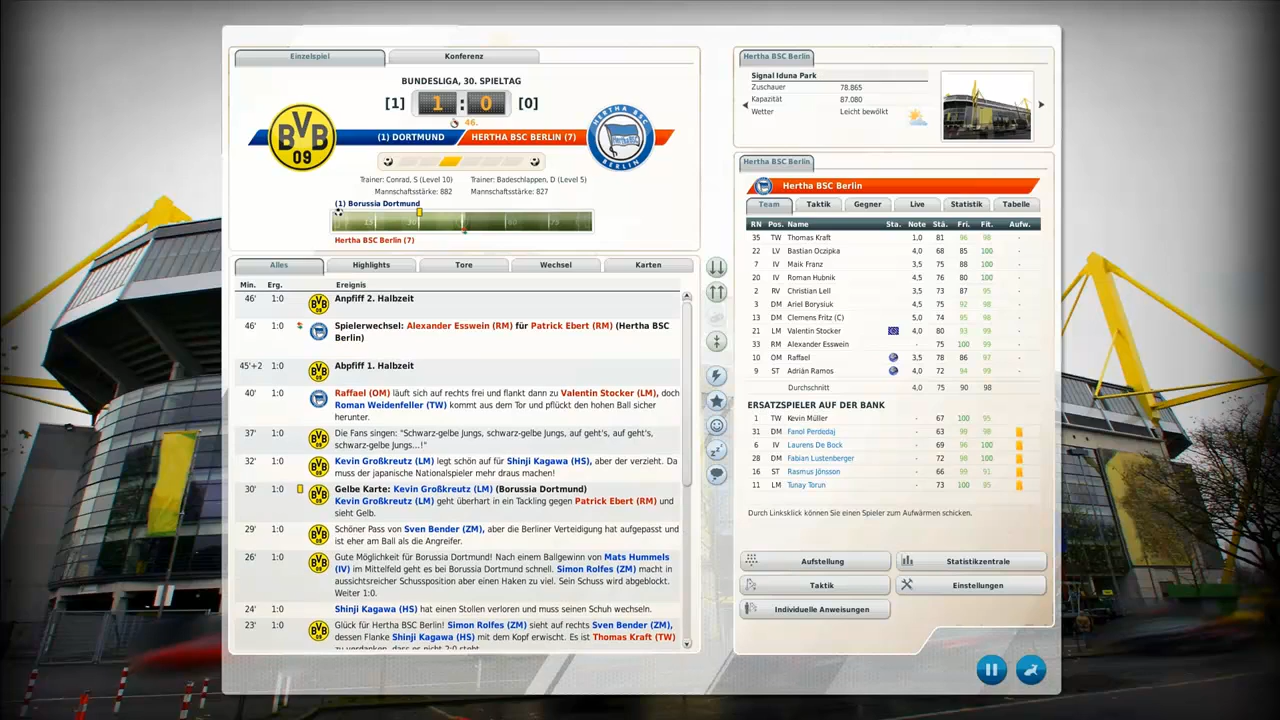 Einzelspiel
Konferenz
BUNDESLIGA, 30. SPIELTAG
[1] 1 : 0 [0]
46.
BVB 09
(1) DORTMUND
HERTHA BSC BERLIN (7)
HERTHA BSC
BERLIN
Trainer: Conrad, S (Level 10)
Trainer: Badeschlappen, D (Level 5)
Mannschaftsstärke: 882
Mannschaftsstärke: 827
(1) Borussia Dortmund
0 15 30 60 75
Hertha BSC Berlin (7)
Alles Highlights Tore Wechsel Karten
Min. Erg. Ereignis
46' 1:0 Anpfiff 2. Halbzeit
46' 1:0 Spielerwechsel: Alexander Esswein (RM) für Patrick Ebert (RM) (Hertha BSC
Berlin)
45'+2 1:0 Abpfiff 1. Halbzeit
40' 1:0 Raffael (OM) läuft sich auf rechts frei und flankt dann zu Valentin Stocker (LM), doch
Roman Weidenfeller (TW) kommt aus dem Tor und pflückt den hohen Ball sicher
herunter.
37' 1:0 Die Fans singen: "Schwarz-gelbe Jungs, schwarz-gelbe Jungs, auf geht's, auf geht's,
schwarz-gelbe Jungs...!"
32' 1:0 Kevin Großkreutz (LM) legt schön auf für Shinji Kagawa (HS), aber der verzieht. Da
muss der japanische Nationalspieler mehr draus machen!
30' 1:0 Gelbe Karte: Kevin Großkreutz (LM) (Borussia Dortmund)
Kevin Großkreutz (LM) geht überhart in ein Tackling gegen Patrick Ebert (RM) und
sieht Gelb.
29' 1:0 Schöner Pass von Sven Bender (ZM), aber die Berliner Verteidigung hat aufgepasst und
ist eher am Ball als die Angreifer.
26' 1:0 Gute Möglichkeit für Borussia Dortmund! Nach einem Ballgewinn von Mats Hummels
(IV) im Mittelfeld geht es bei Borussia Dortmund schnell. Simon Rolfes (ZM) macht in
aussichtsreicher Schussposition aber einen Haken zu viel. Sein Schuss wird abgeblockt.
Weiter 1:0.
24' 1:0 Shinji Kagawa (HS) hat einen Stollen verloren und muss seinen Schuh wechseln.
23' 1:0 Glück für Hertha BSC Berlin! Simon Rolfes (ZM) sieht auf rechts Sven Bender (ZM),
dessen Flanke Shinji Kagawa (HS) mit dem Kopf erwischt. Es ist Thomas Kraft (TW)
zu verdanken, dass es nicht 2:0 steht.
Hertha BSC Berlin
Signal Iduna Park
Zuschauer 78.865
Kapazität 87.080
Wetter Leicht bewölkt
Hertha BSC Berlin
Hertha BSC Berlin
Team Taktik Gegner Live Statistik Tabelle
RN Pos. Name Sta. Note Stä. Fri. Fit. Aufw.
35 TW Thomas Kraft 1,0 81 96 98 -
22 LV Bastian Oczipka 4,0 68 85 100 -
7 IV Maik Franz 3,5 75 88 100 -
20 IV Roman Hubnik 4,5 76 80 100 -
2 RV Christian Lell 3,5 73 87 95 -
3 DM Ariel Borysiuk 4,5 75 92 98 -
13 DM Clemens Fritz (C) 5,0 74 95 98 -
21 LM Valentin Stocker 4,0 80 93 99 -
33 RM Alexander Esswein - 75 100 99 -
10 OM Raffael 3,5 78 86 97 -
9 ST Adrián Ramos 4,0 72 94 99 -
Durchschnitt 4,0 75 90 98
ERSATZSPIELER AUF DER BANK
1 TW Kevin Müller - 67 100 95
31 DM Fanol Perdedaj - 63 99 98
6 IV Laurens De Bock - 69 96 100
28 DM Fabian Lustenberger - 72 98 100
16 ST Rasmus Jönsson - 66 99 91
11 LM Tunay Torun - 73 100 95
Durch Linksklick können Sie einen Spieler zum Aufwärmen schicken.
Aufstellung
Statistikzentrale
Taktik
Einstellungen
Individuelle Anweisungen